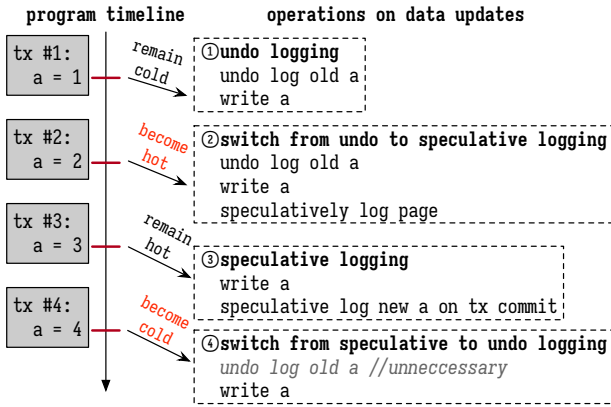 program timeline
operations on data updates
tx #1:
a = 1
remain
cold
①undo logging
undo log old a
write a
tx #2:
a = 2
become
hot
②switch from undo to speculative logging
undo log old a
write a
speculatively log page
tx #3:
a = 3
remain
hot
③speculative logging
write a
speculative log new a on tx commit
tx #4:
a = 4
become
cold
④switch from speculative to undo logging
undo log old a //unneccessary
write a